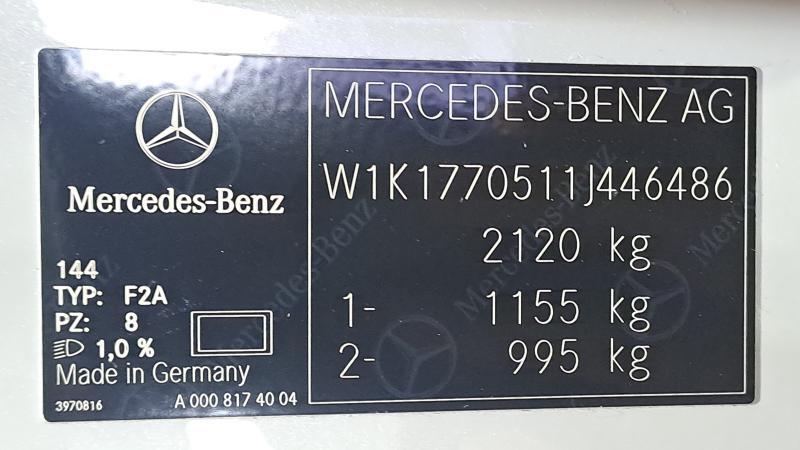 Mercedes-Benz
144
TYP: F2A
PZ: 8
1,0 %
Made in Germany
3970816 A 000 817 40 04
MERCEDES-BENZ AG
W1K1770511J446486
2120 kg
1- 1155 kg
2- 995 kg